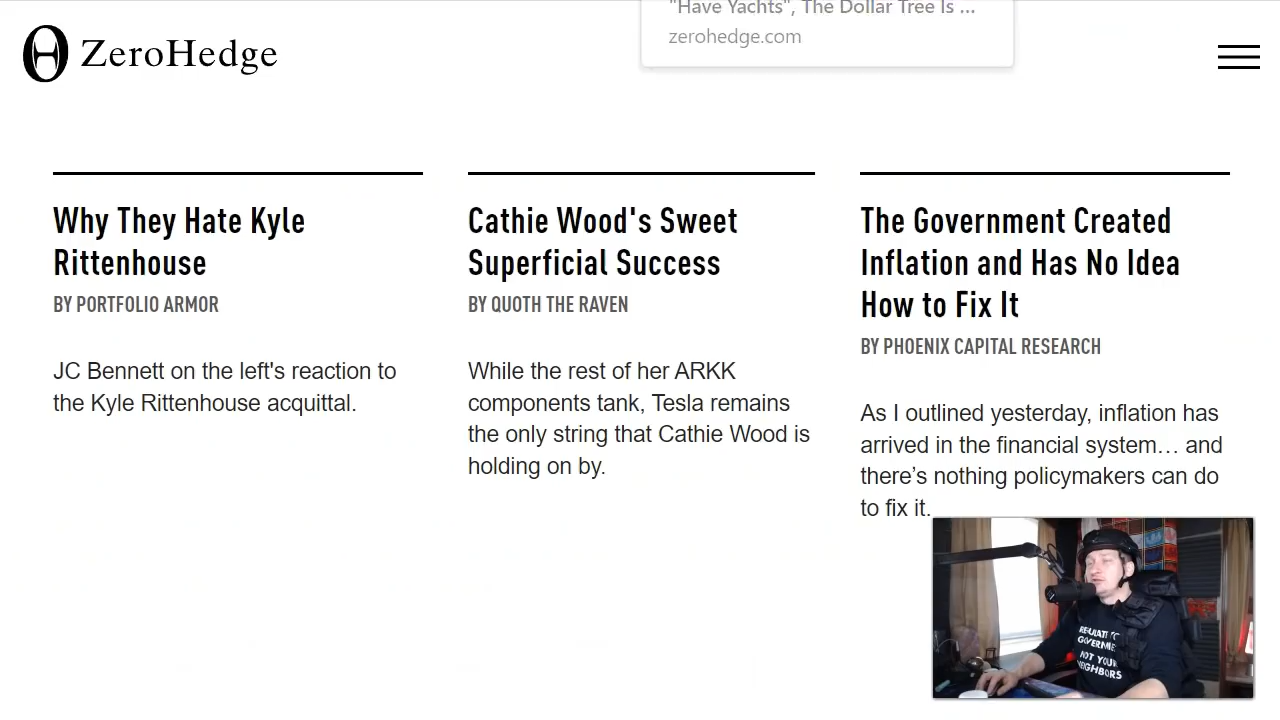 "Have Yachts", The Dollar Tree Is ...
zerohedge.com
ZeroHedge
Why They Hate Kyle
Rittenhouse
BY PORTFOLIO ARMOR
JC Bennett on the left's reaction to
the Kyle Rittenhouse acquittal.
Cathie Wood's Sweet
Superficial Success
BY QUOTH THE RAVEN
While the rest of her ARKK
components tank, Tesla remains
the only string that Cathie Wood is
holding on by.
The Government Created
Inflation and Has No Idea
How to Fix It
BY PHOENIX CAPITAL RESEARCH
As I outlined yesterday, inflation has
arrived in the financial system… and
there’s nothing policymakers can do
to fix it.
NOT YOUR